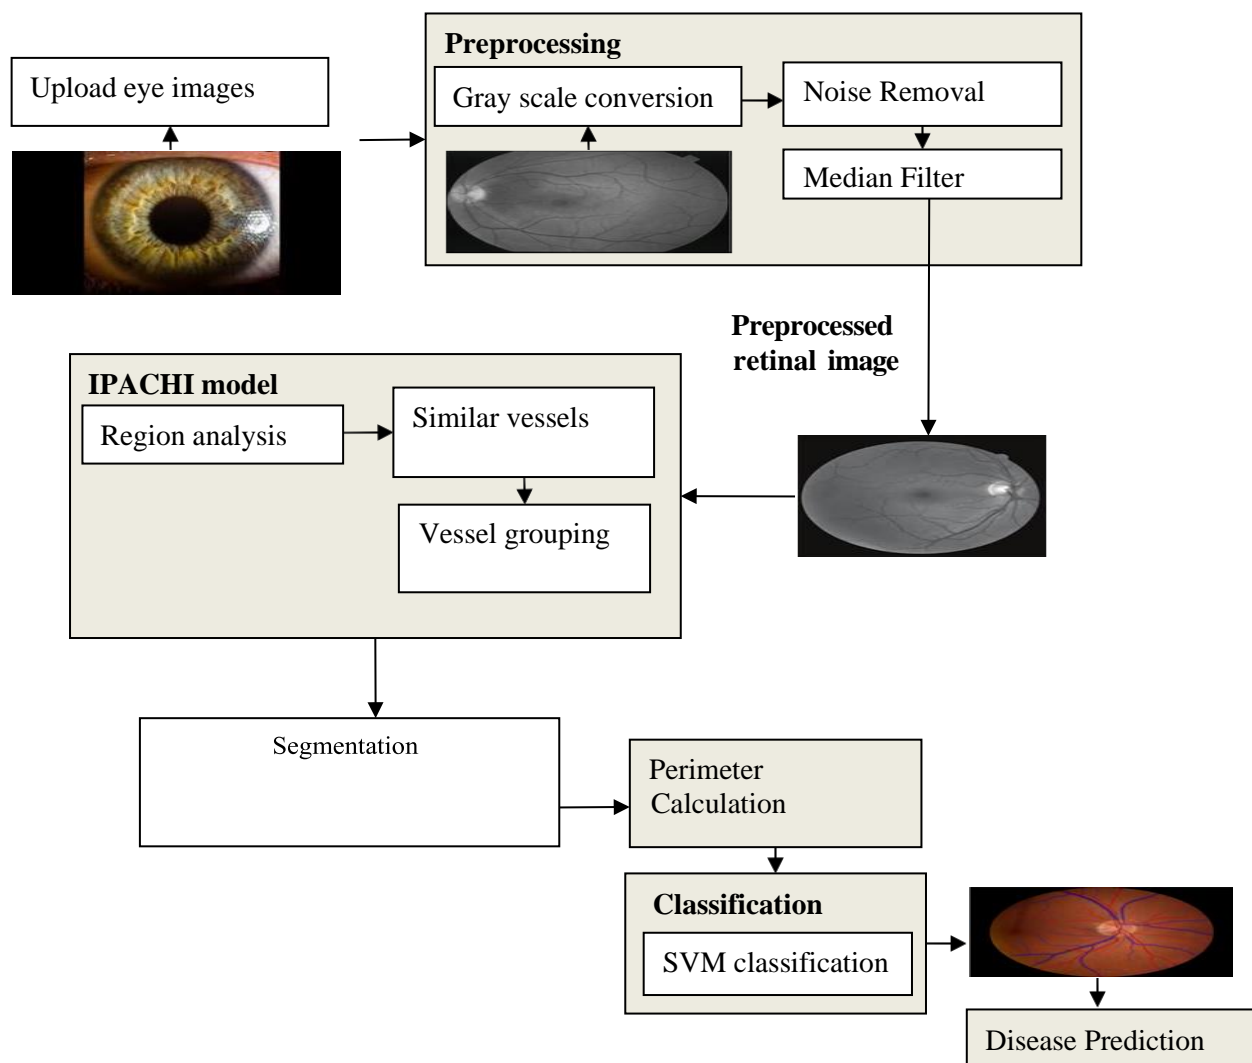 Preprocessing
Upload eye images
Gray scale conversion
Noise Removal
Median Filter
Preprocessed
retinal image
IPACHI model
Region analysis
Similar vessels
Vessel grouping
Segmentation
Perimeter
Calculation
Classification
SVM classification
Disease Prediction